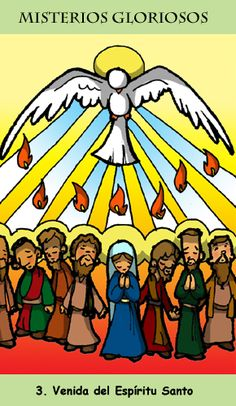 MISTERIOS GLORIOSOS
3. Venida del Espíritu Santo